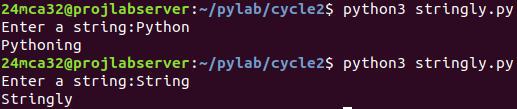 24mca32@projlabserver:~/pylab/cycle2$ python3 stringly.py
Enter a string:Python
Pythoning
24mca32@projlabserver:~/pylab/cycle2$ python3 stringly.py
Enter a string:String
Stringly